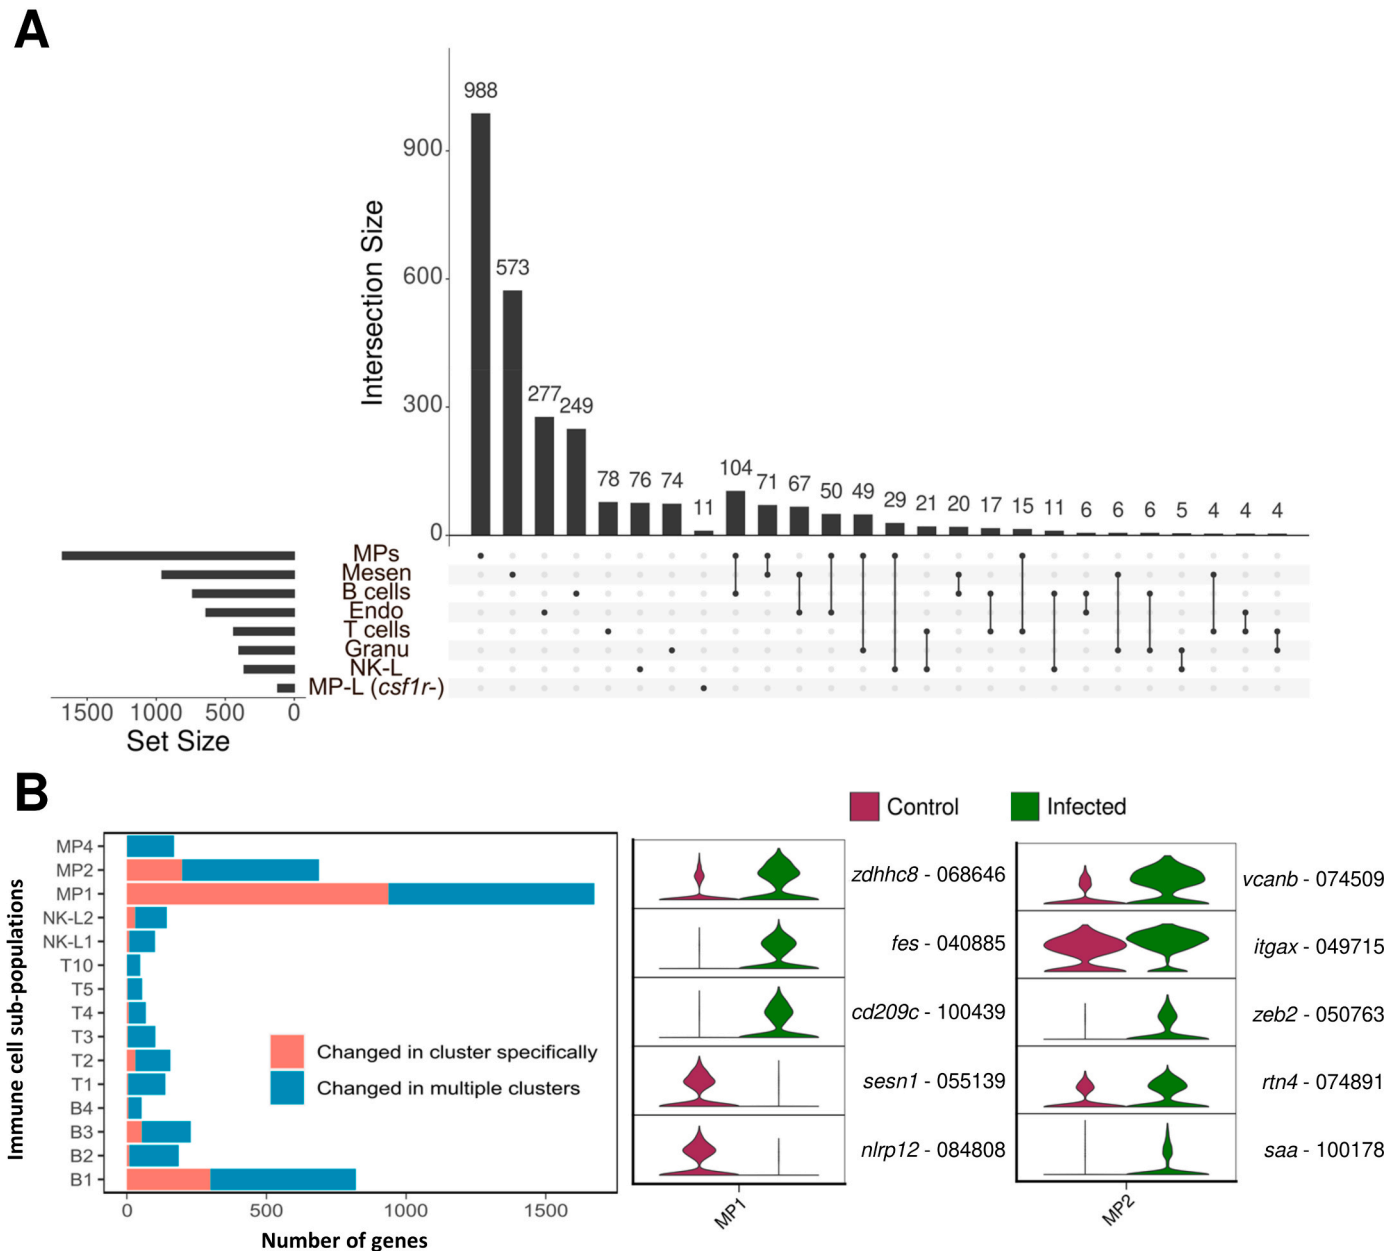 A
988
900
573
600
277
249
300
78 76 74 11 104 71 67 50 49 29 21 20 17 15 11 6 6 6 5 4 4 4
0
Intersection Size
MPs
Mesen
B cells
Endo
T cells
Granu
NK-L
MP-L (csf1r-)
1500 1000 500 0
Set Size
B
Control Infected
Immune cell sub-populations
MP4
MP2
MP1
NK-L2
NK-L1
T10
T5
T4
T3
T2
T1
B4
B3
B2
B1
Changed in cluster specifically
Changed in multiple clusters
0 500 1000 1500
Number of genes
zdhhc8 - 068646
fes - 040885
cd209c - 100439
sesn1 - 055139
nlrp12 - 084808
MP1
vcanb - 074509
itgax - 049715
zeb2 - 050763
rtn4 - 074891
saa - 100178
MP2